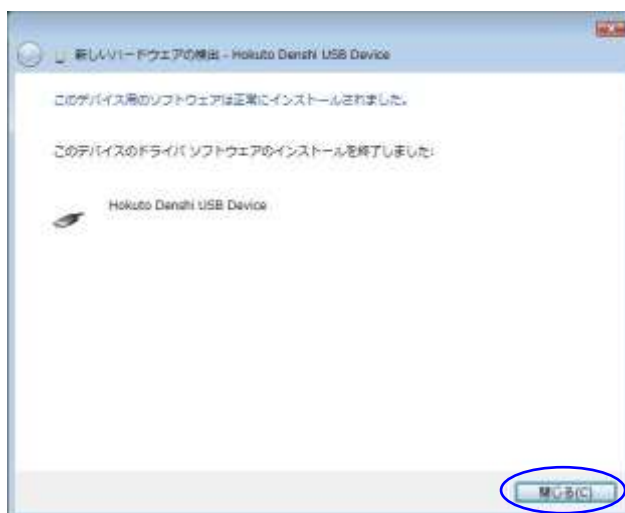 新しいハードウェアの検出 - Hokuto Denshi USB Device
このデバイス用のソフトウェアは正常にインストールされました。
このデバイスのドライバ ソフトウェアのインストールを終了しました:
Hokuto Denshi USB Device
閉じる(C)